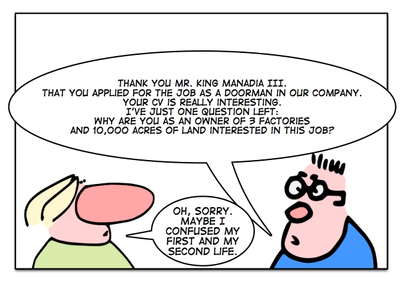 THANK YOU MR. KING MANADIA III.
THAT YOU APPLIED FOR THE JOB AS A DOORMAN IN OUR COMPANY.
YOUR CV IS REALLY INTERESTING.
I'VE JUST ONE QUESTION LEFT:
WHY ARE YOU AS AN OWNER OF 3 FACTORIES
AND 10,000 ACRES OF LAND INTERESTED IN THIS JOB?
OH, SORRY.
MAYBE I
CONFUSED MY
FIRST AND MY
SECOND LIFE.